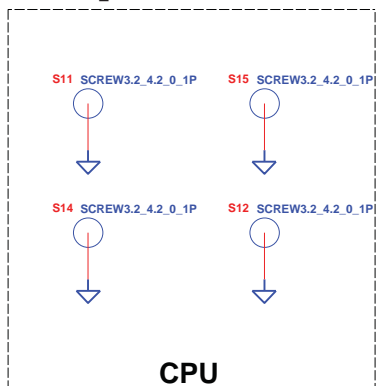 S11 SCREW3.2_4.2_0_1P
S15 SCREW3.2_4.2_0_1P
S14 SCREW3.2_4.2_0_1P
S12 SCREW3.2_4.2_0_1P
CPU